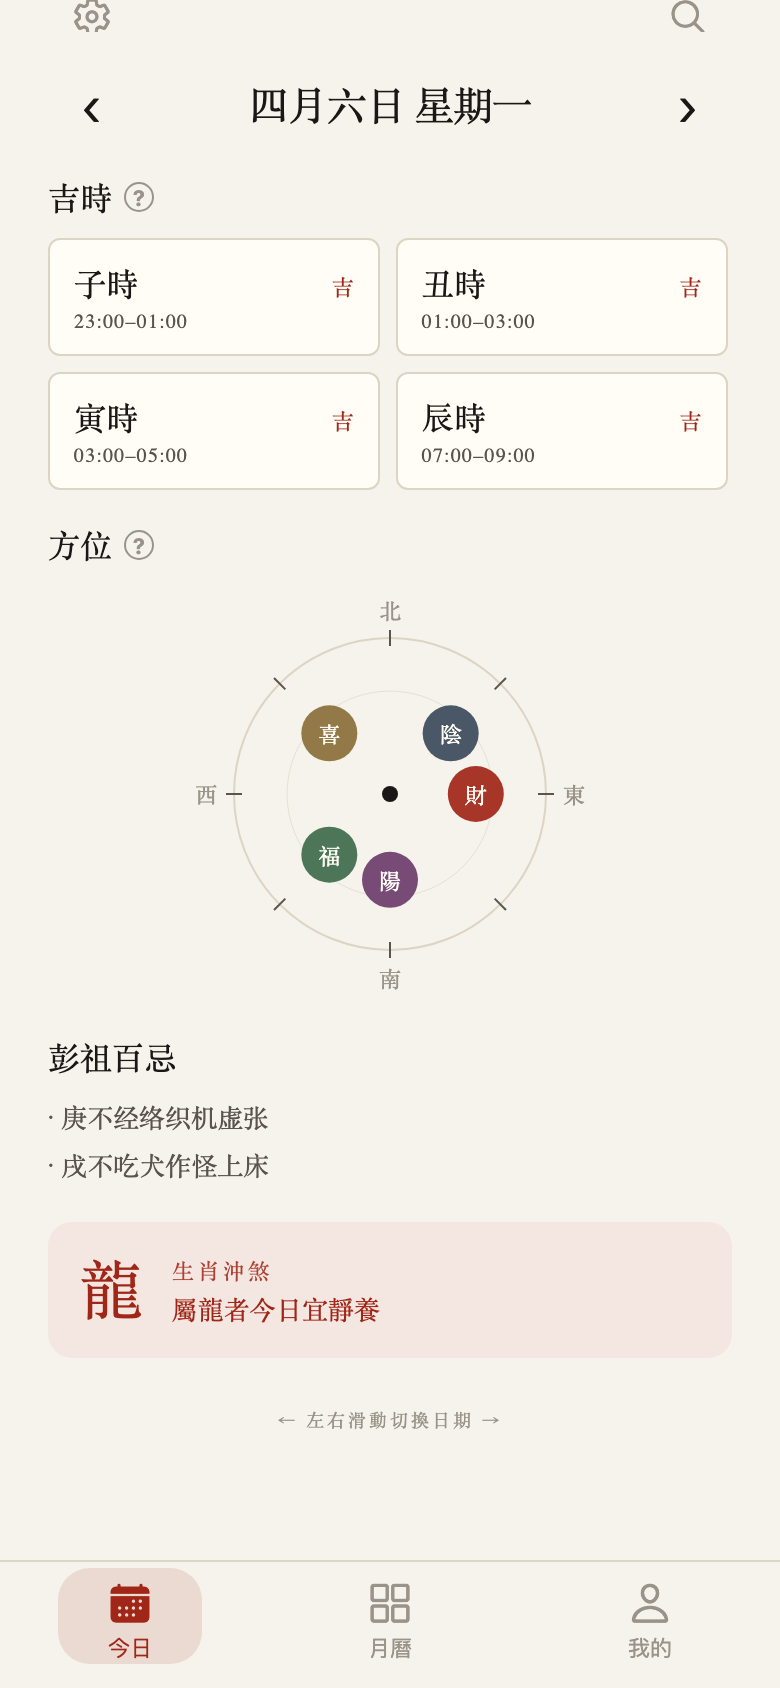 四月六日 星期一
吉時 ?
子時 吉
23:00–01:00
丑時 吉
01:00–03:00
寅時 吉
03:00–05:00
辰時 吉
07:00–09:00
方位 ?
北
喜 陰
西 財 東
福 陽
南
彭祖百忌
· 庚不经络织机虚张
· 戌不吃犬作怪上床
龍
生肖沖煞
屬龍者今日宜靜養
← 左右滑動切換日期 →
今日 月曆 我的